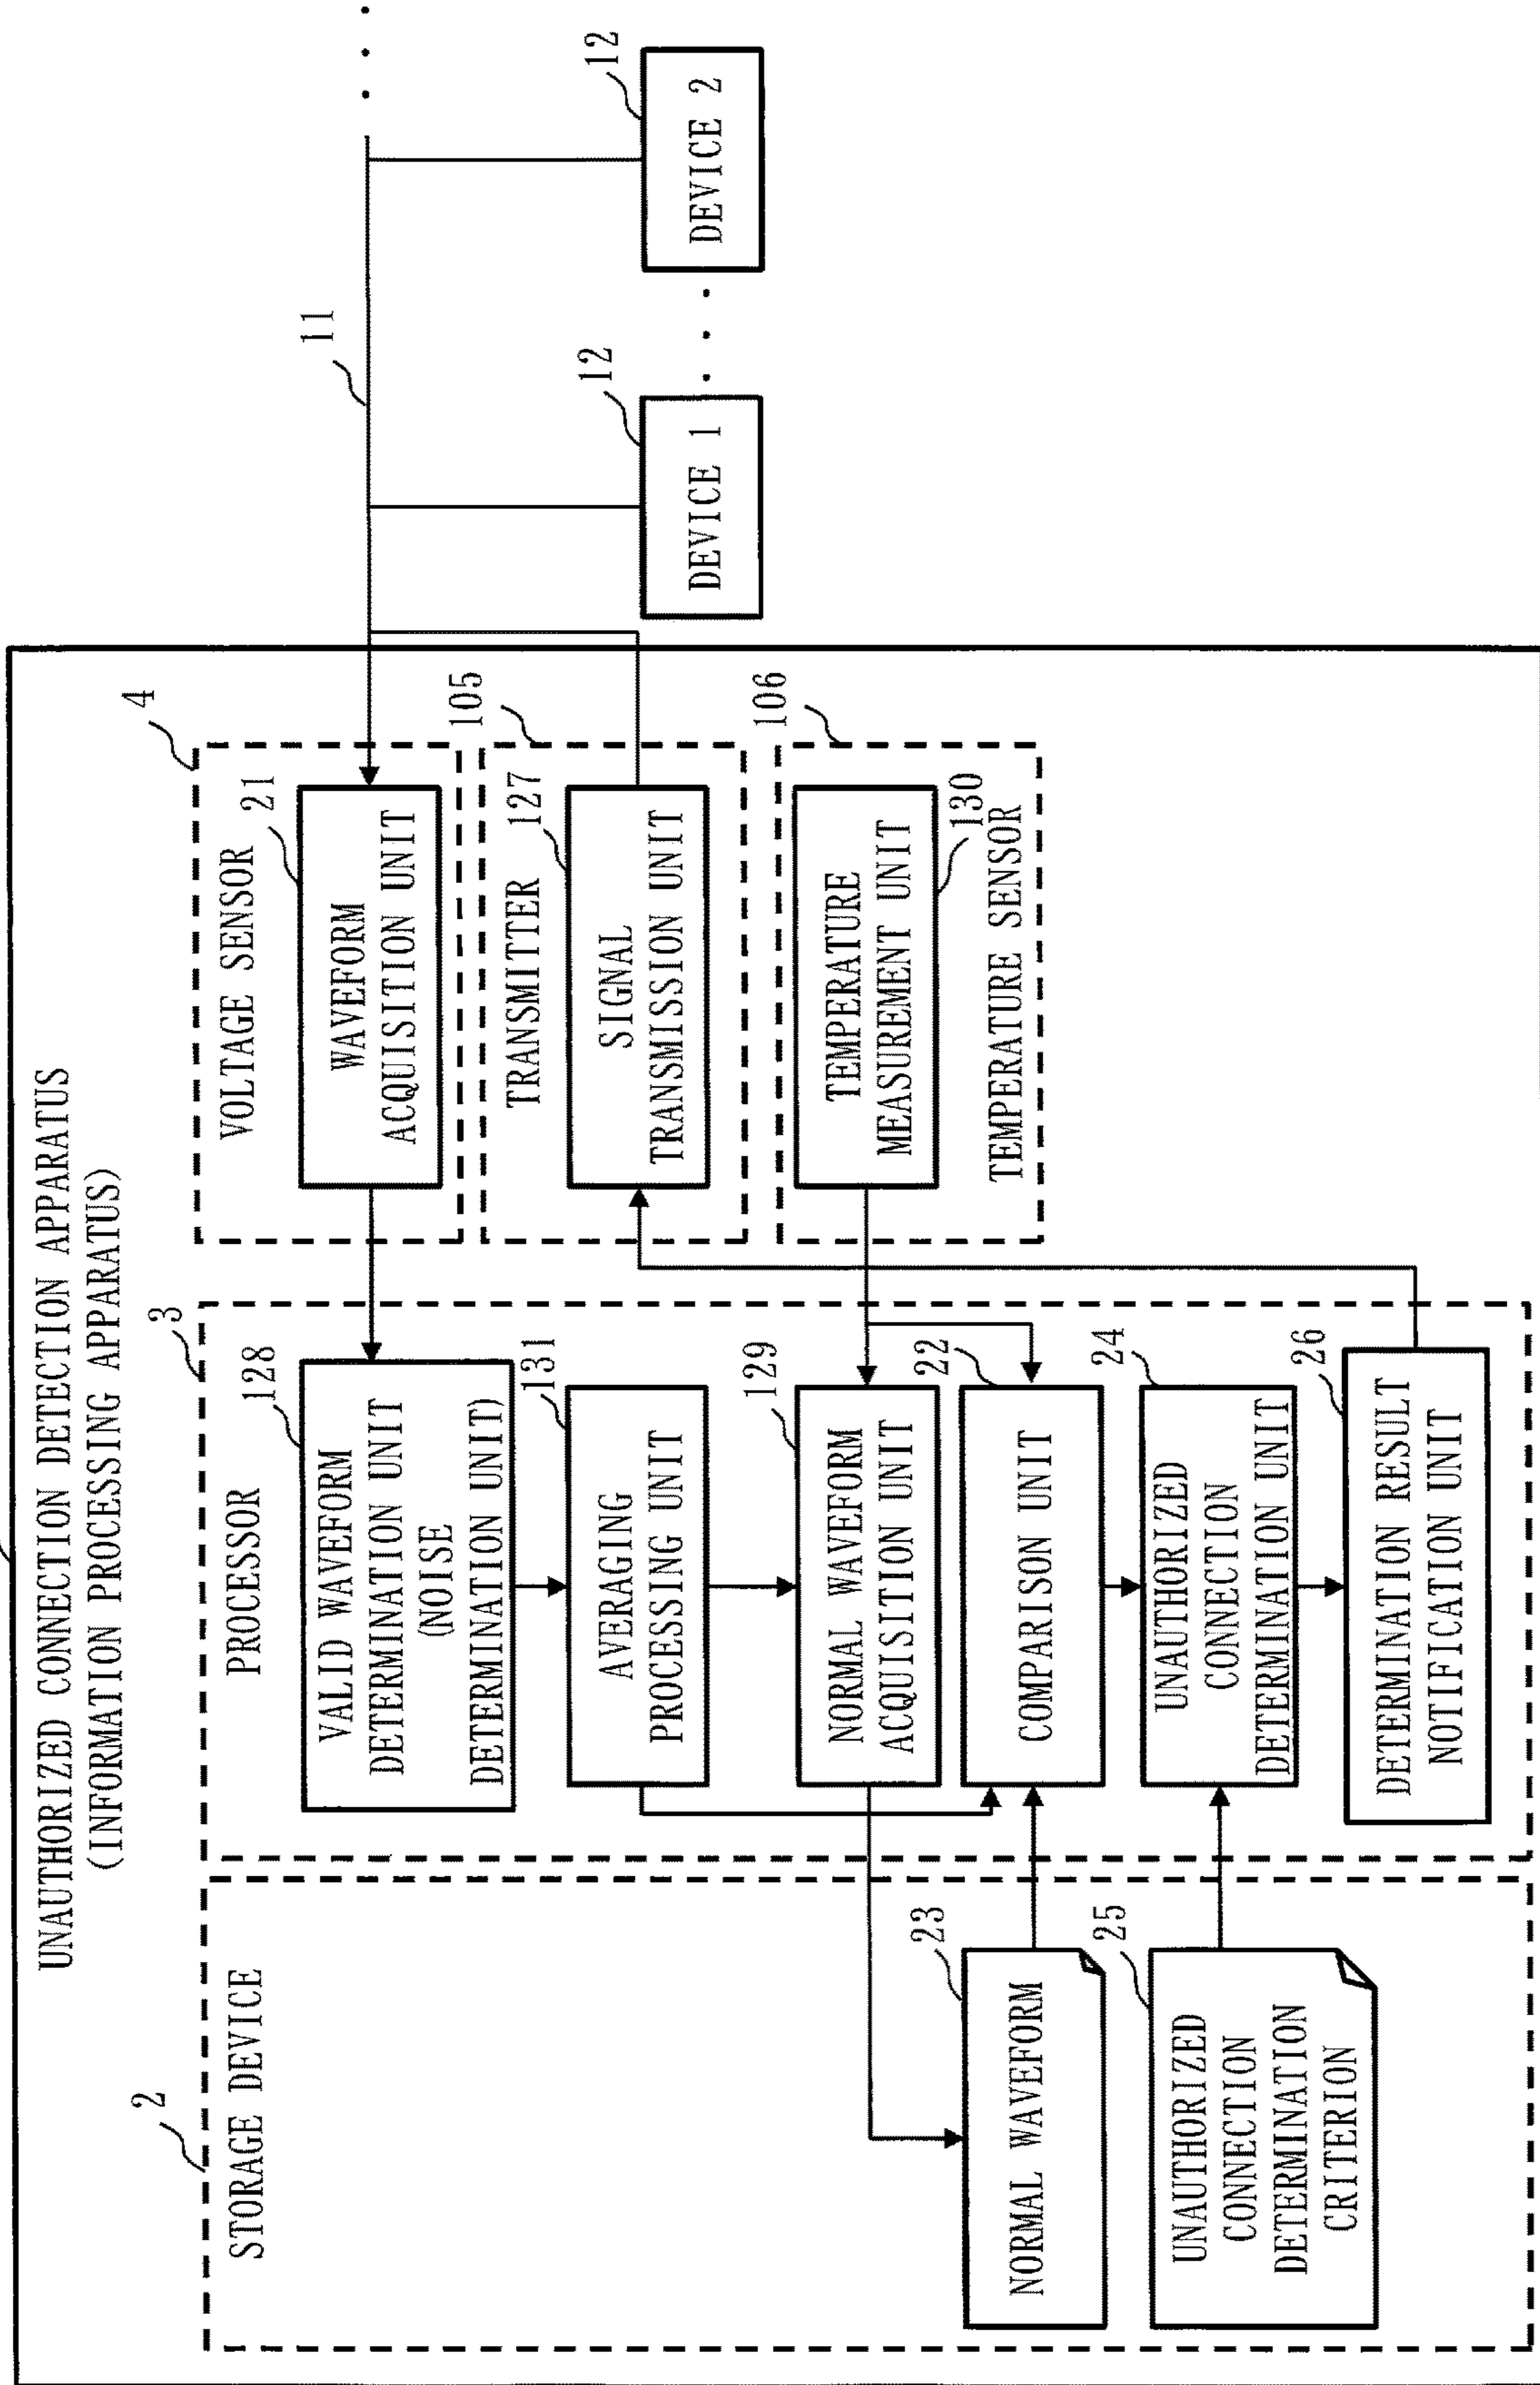 UNAUTHORIZED CONNECTION DETECTION APPARATUS
(INFORMATION PROCESSING APPARATUS)
2
STORAGE DEVICE
23
NORMAL WAVEFORM
25
UNAUTHORIZED
CONNECTION
DETERMINATION
CRITERION
3
PROCESSOR
128
VALID WAVEFORM
DETERMINATION UNIT
(NOISE
DETERMINATION UNIT)
131
AVERAGING
PROCESSING UNIT
129
NORMAL WAVEFORM
ACQUISITION UNIT
22
COMPARISON UNIT
24
UNAUTHORIZED
CONNECTION
DETERMINATION UNIT
26
DETERMINATION RESULT
NOTIFICATION UNIT
4
VOLTAGE SENSOR
21
WAVEFORM
ACQUISITION UNIT
105
TRANSMITTER
127
SIGNAL
TRANSMISSION UNIT
106
TEMPERATURE
MEASUREMENT UNIT
130
TEMPERATURE SENSOR
11
12
DEVICE 1
. . .
12
DEVICE 2
. . .